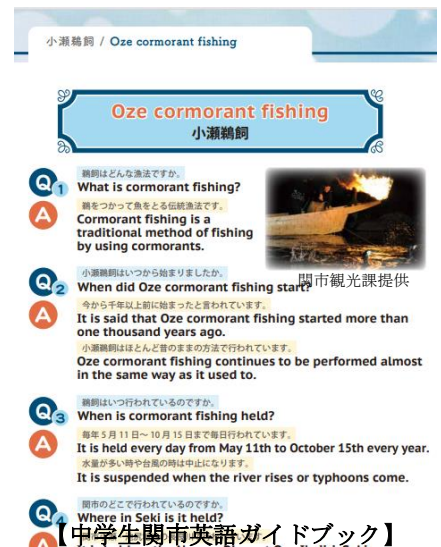 小瀬鵜飼 / Oze cormorant fishing
Oze cormorant fishing
小瀬鵜飼
Q1
鵜飼はどんな漁法ですか。
What is cormorant fishing?
A
鵜をつかって魚をとる伝統漁法です。
Cormorant fishing is a
traditional method of fishing
by using cormorants.
関市観光課提供
Q2
小瀬鵜飼はいつから始まりましたか。
When did Oze cormorant fishing start?
A
今から千年以上前に始まったと言われています。
It is said that Oze cormorant fishing started more than
one thousand years ago.
小瀬鵜飼はほとんど昔のままの方法で行われています。
Oze cormorant fishing continues to be performed almost
in the same way as it used to.
Q3
鵜飼はいつ行われているのですか。
When is cormorant fishing held?
A
毎年5月11日～10月15日まで毎日行われています。
It is held every day from May 11th to October 15th every year.
水量が多い時や台風の時は中止になります。
It is suspended when the river rises or typhoons come.
Q4
関市のどこで行われているのですか。
Where in Seki is it held?
A
【中学生関市英語ガイドブック】